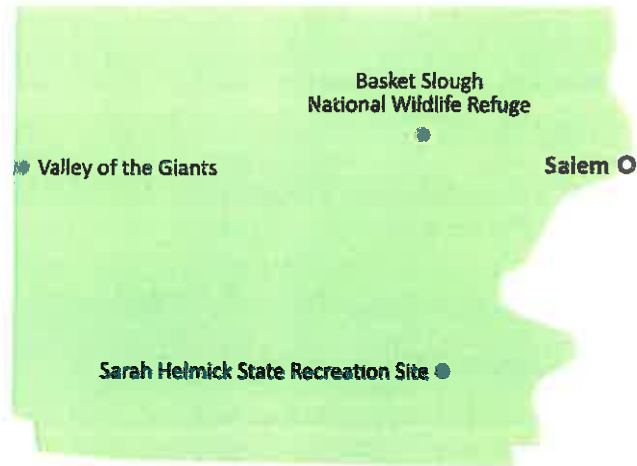 Basket Slough
National Wildlife Refuge
Valley of the Giants
Salem
Sarah Helmick State Recreation Site